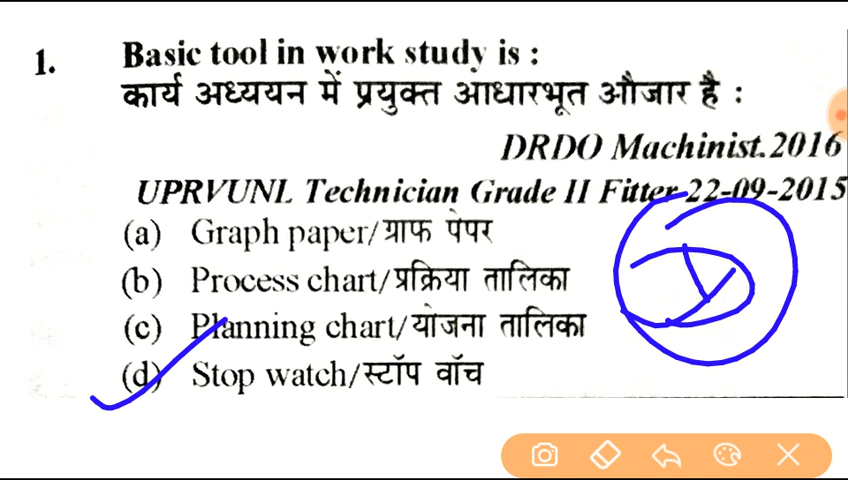 1. Basic tool in work study is :
कार्य अध्ययन में प्रयुक्त आधारभूत औजार है :
DRDO Machinist.2016
UPRVUNL Technician Grade II Fitter-22-09-2015
(a) Graph paper/ग्राफ पेपर
(b) Process chart/प्रक्रिया तालिका
(c) Planning chart/योजना तालिका
(d) Stop watch/स्टॉप वॉच
D